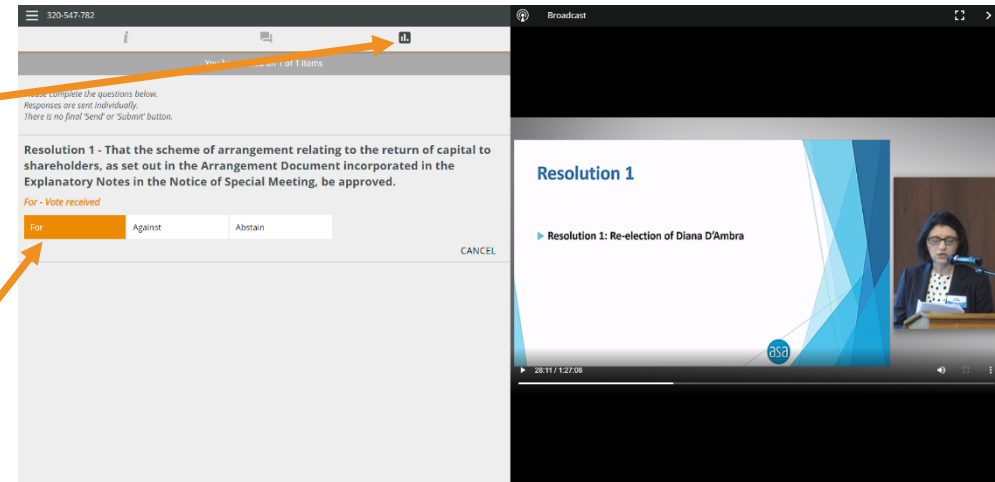 320-547-782
Broadcast
i
of 1 items
Please complete the questions below.
Responses are sent individually.
There is no final 'Send' or 'Submit' button.
Resolution 1 - That the scheme of arrangement relating to the return of capital to
shareholders, as set out in the Arrangement Document incorporated in the
Explanatory Notes in the Notice of Special Meeting, be approved.
For - Vote received
For
Against
Abstain
CANCEL
Resolution 1
Resolution 1: Re-election of Diana D'Ambra
asa
28:11 / 1:27:08